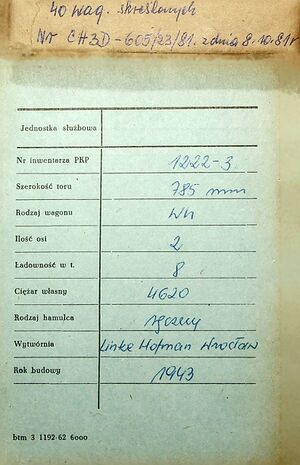 40 wag. skreślonych
Nr CH3D-605/23/81. z dnia 8.10.81r
Jednostka służbowa
Nr inwentarza PKP 1222-3
Szerokość toru 785 mm
Rodzaj wagonu Wh
Ilość osi 2
Ładowność w t. 8
Ciężar własny 4620
Rodzaj hamulca ręczny
Wytwórnia Linke Hofman Wrocław
Rok budowy 1943
btm 3 1192-62 6000